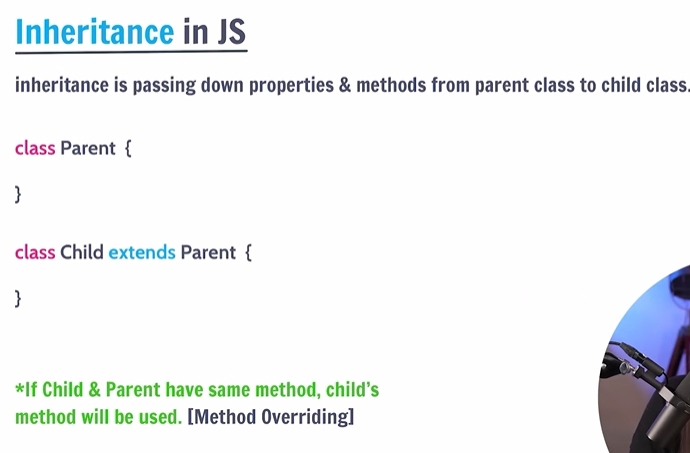 Inheritance in JS
inheritance is passing down properties & methods from parent class to child class.
class Parent {
}
class Child extends Parent {
}
*If Child & Parent have same method, child's
method will be used. [Method Overriding]